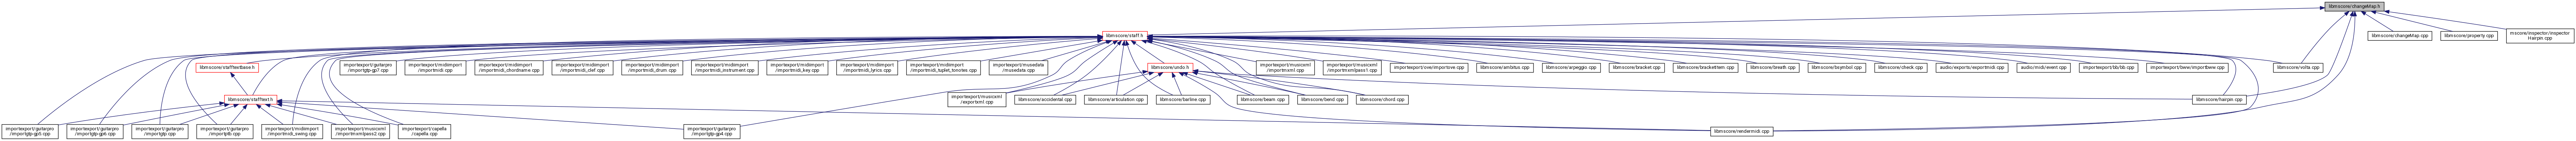 libmscore/changeMap.h
libmscore/staff.h
libmscore/changeMap.cpp
libmscore/property.cpp
mscore/inspector/inspector
Hairpin.cpp
libmscore/stafftextbase.h
importexport/guitarpro
/importgtp-gp7.cpp
importexport/midiimport
/importmidi.cpp
importexport/midiimport
/importmidi_chordname.cpp
importexport/midiimport
/importmidi_clef.cpp
importexport/midiimport
/importmidi_drum.cpp
importexport/midiimport
/importmidi_instrument.cpp
importexport/midiimport
/importmidi_key.cpp
importexport/midiimport
/importmidi_lyrics.cpp
importexport/midiimport
/importmidi_tuplet_tonotes.cpp
importexport/musedata
/musedata.cpp
libmscore/undo.h
importexport/musicxml
/importmxml.cpp
importexport/musicxml
/importmxmlpass1.cpp
importexport/ove/importove.cpp
libmscore/ambitus.cpp
libmscore/arpeggio.cpp
libmscore/bracket.cpp
libmscore/bracketItem.cpp
libmscore/breath.cpp
libmscore/bsymbol.cpp
libmscore/check.cpp
audio/exports/exportmidi.cpp
audio/midi/event.cpp
importexport/bb/bb.cpp
importexport/bww/importbww.cpp
libmscore/volta.cpp
libmscore/stafftext.h
importexport/musicxml
/exportxml.cpp
libmscore/accidental.cpp
libmscore/articulation.cpp
libmscore/barline.cpp
libmscore/beam.cpp
libmscore/bend.cpp
libmscore/chord.cpp
libmscore/hairpin.cpp
importexport/guitarpro
/importgtp-gp5.cpp
importexport/guitarpro
/importgtp-gp6.cpp
importexport/guitarpro
/importgtp.cpp
importexport/guitarpro
/importptb.cpp
importexport/midiimport
/importmidi_swing.cpp
importexport/musicxml
/importmxmlpass2.cpp
importexport/capella
/capella.cpp
importexport/guitarpro
/importgtp-gp4.cpp
libmscore/rendermidi.cpp